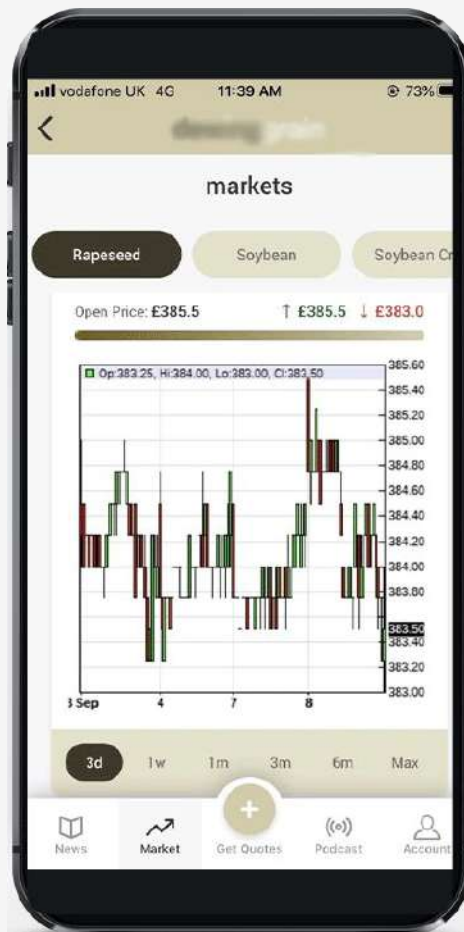 vodafone UK 4G 11:39 AM 73%
markets
Rapeseed Soybean Soybean Cr
Open Price: £385.5 ↑ £385.5 ↓ £383.0
Op:383.25, Hi:384.00, Lo:383.00, Cl:383.50
385.60
385.40
385.20
385.00
384.80
384.60
384.40
384.20
384.00
383.80
383.50
383.40
383.20
383.00
3 Sep 4 7 8
3d 1w 1m 3m 6m Max
+
News Market Get Quotes Podcast Account